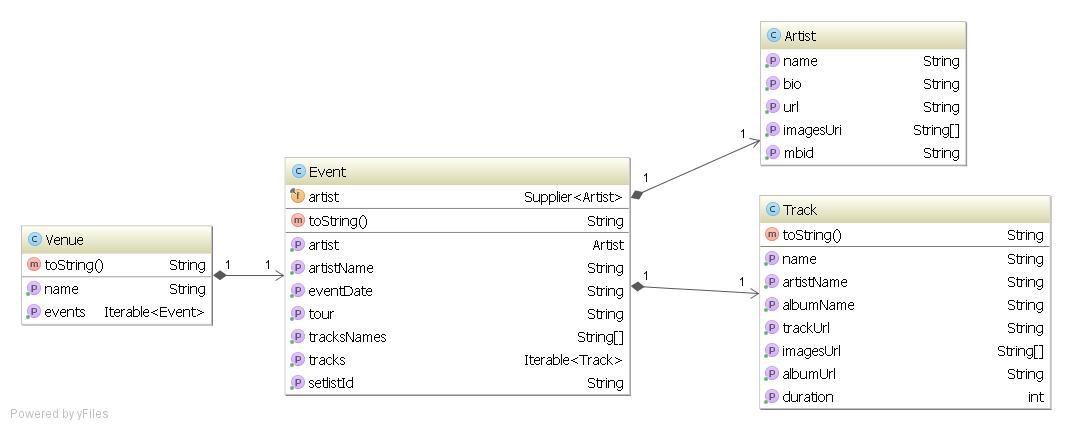 Venue
toString() String
name String
events Iterable<Event>
1 1
Event
artist Supplier<Artist>
toString() String
artist Artist
artistName String
eventDate String
tour String
tracksNames String[]
tracks Iterable<Track>
setlistId String
1 1
1 1
Artist
name String
bio String
url String
imagesUri String[]
mbid String
Track
toString() String
name String
artistName String
albumName String
trackUrl String
imagesUrl String[]
albumUrl String
duration int
Powered by yFiles